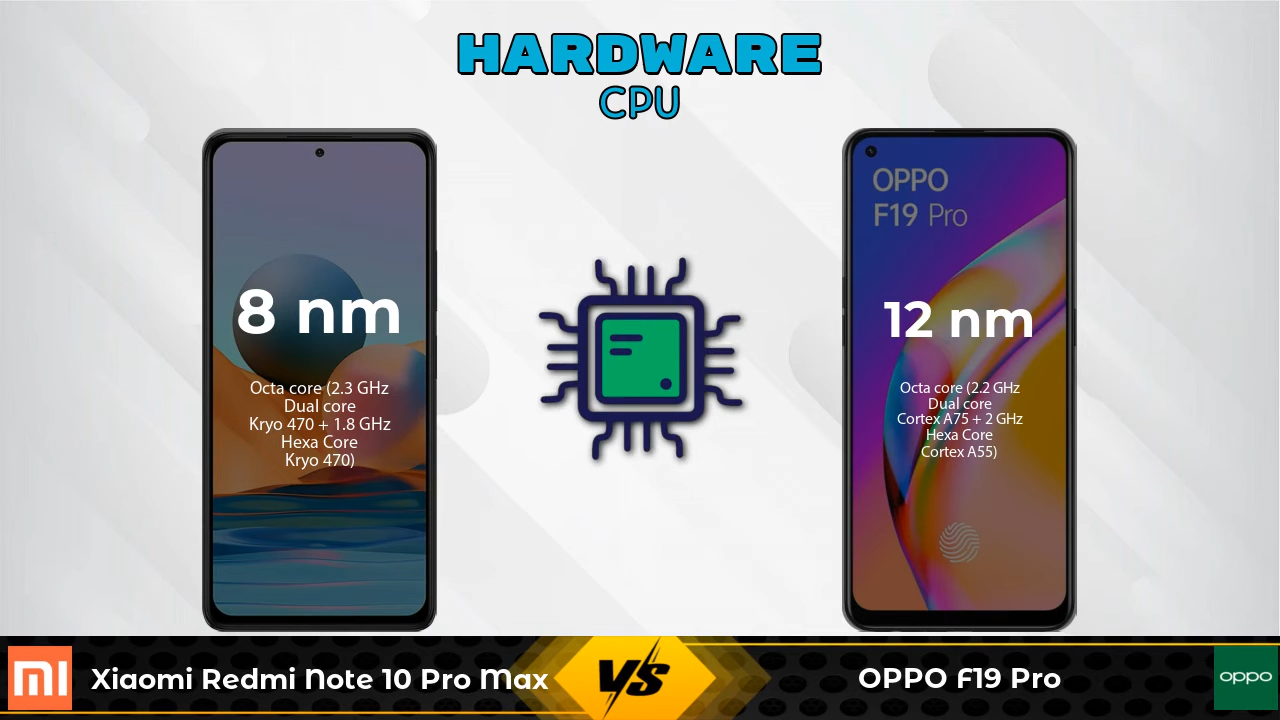 HARDWARE
CPU
8 nm
Octa core (2.3 GHz
Dual core
Kryo 470 + 1.8 GHz
Hexa Core
Kryo 470)
OPPO
F19 Pro
12 nm
Octa core (2.2 GHz
Dual core
Cortex A75 + 2 GHz
Hexa Core
Cortex A55)
MI
Xiaomi Redmi Note 10 Pro Max
VS
OPPO F19 Pro
oppo